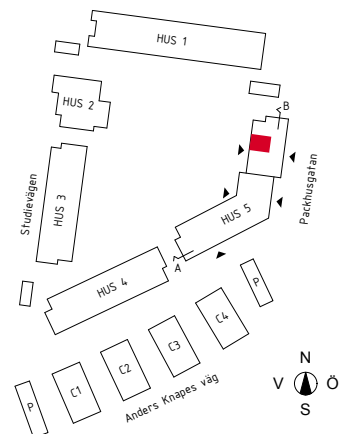 HUS 1
HUS 2
B
Studievägen
HUS 3
Packhusgatan
HUS 5
A
HUS 4
P
C4
C3
C2
C1
P
Anders Knapes väg
N
V Ö
S